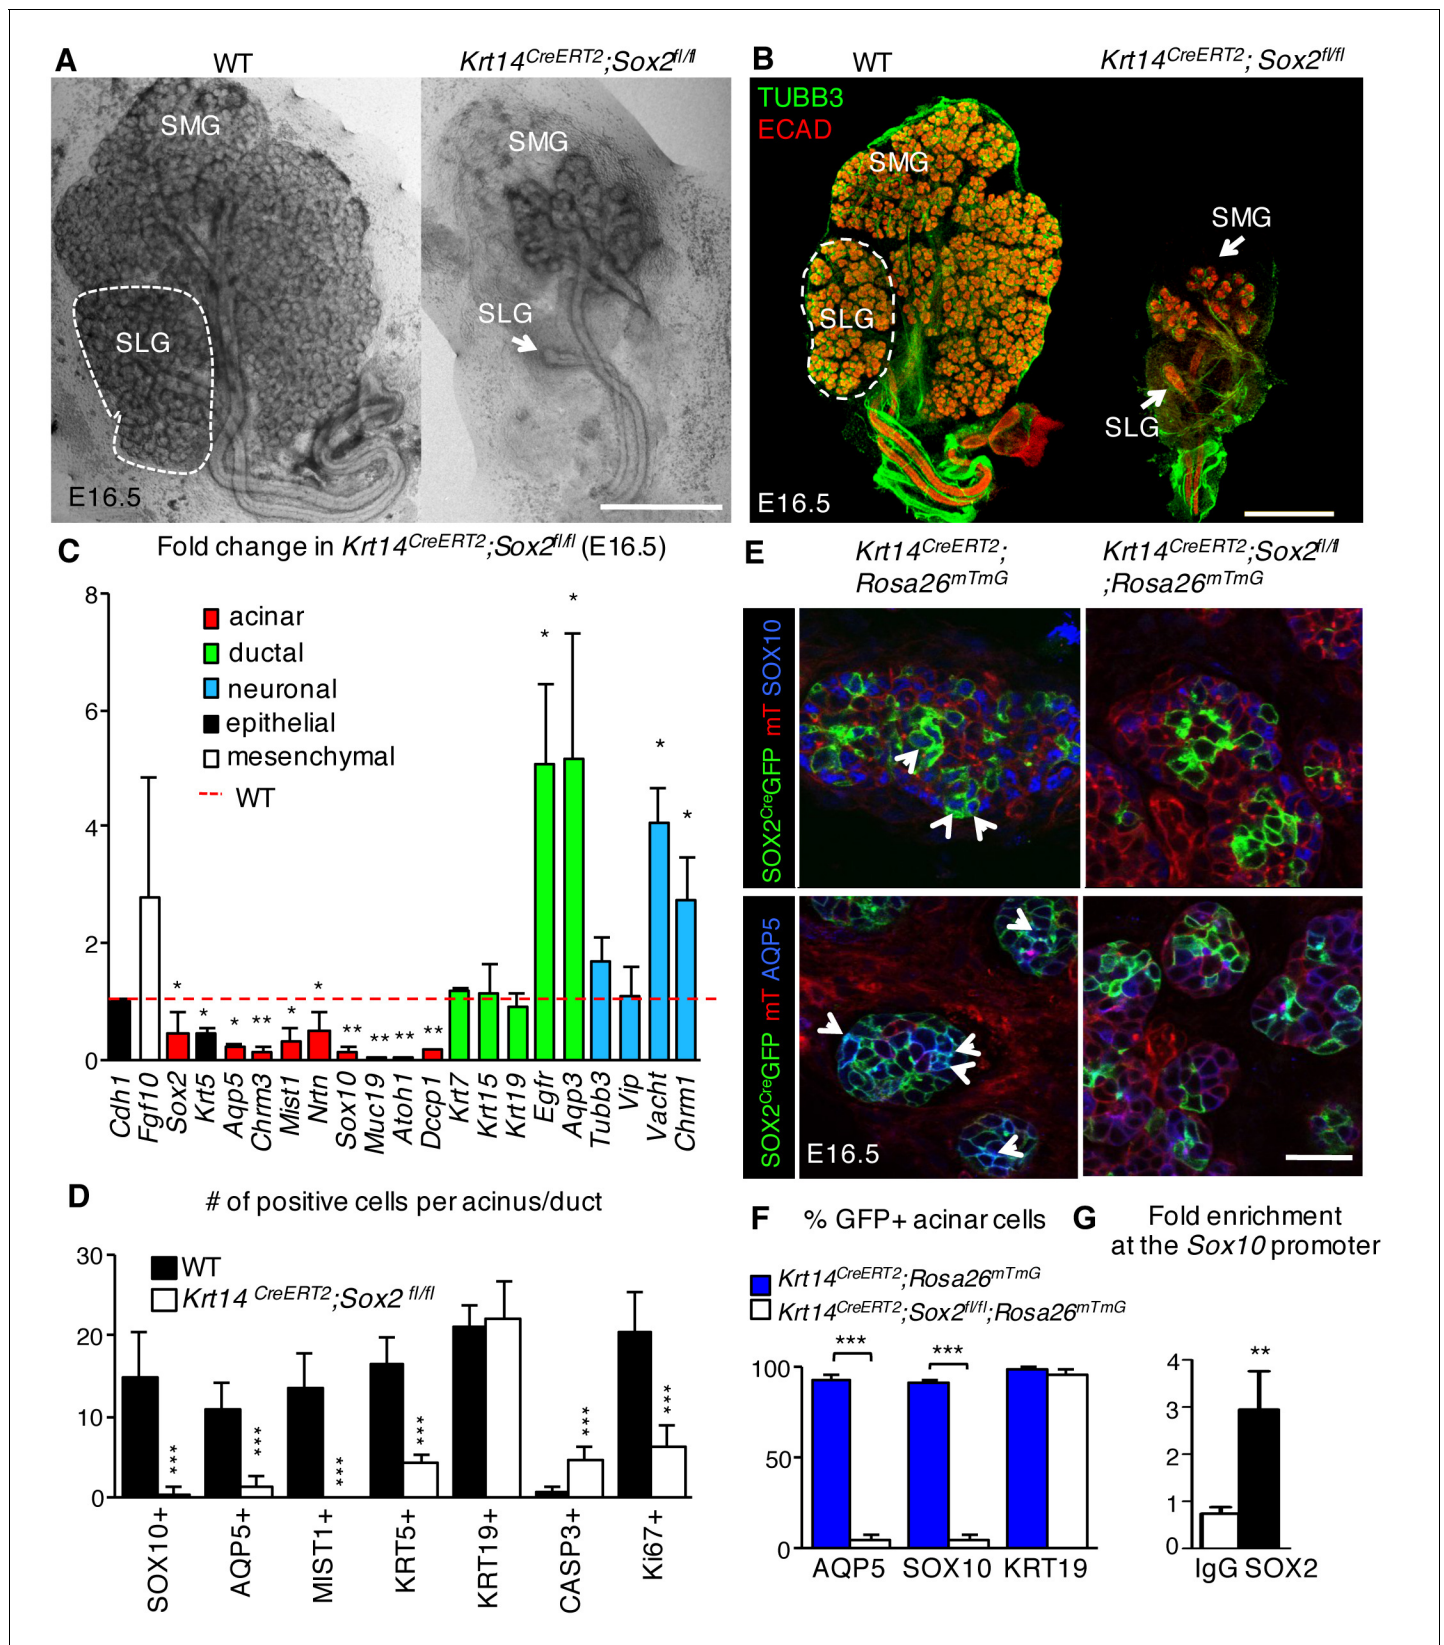 A
WT
Krt14CreERT2;Sox2fl/fl
SMG
SMG
SLG
SLG
E16.5
B
WT
Krt14CreERT2; Sox2fl/fl
TUBB3
ECAD
SMG
SMG
SLG
SLG
E16.5
C
Fold change in Krt14CreERT2;Sox2fl/fl (E16.5)
8
6
4
2
0
acinar
ductal
neuronal
epithelial
mesenchymal
WT
* * * ** * * ** ** ** ** * * * *
Cdh1
Fgf10
Sox2
Krt5
Aqp5
Chrm3
Mist1
Nrtn
Sox10
Muc19
Atoh1
Dccp1
Krt7
Krt15
Krt19
Egfr
Aqp3
Tubb3
Vip
Vacht
Chrm1
D
# of positive cells per acinus/duct
30
20
10
0
WT
Krt14 CreERT2;Sox2 fl/fl
*** *** *** *** *** ***
SOX10+
AQP5+
MIST1+
KRT5+
KRT19+
CASP3+
Ki67+
E
Krt14CreERT2;
Rosa26mTmG
Krt14CreERT2;Sox2fl/fl
;Rosa26mTmG
SOX2CreGFP mT SOX10
SOX2CreGFP mT AQP5
E16.5
F
% GFP+ acinar cells
Krt14CreERT2;Rosa26mTmG
Krt14CreERT2;Sox2fl/fl;Rosa26mTmG
100
50
0
*** ***
AQP5 SOX10 KRT19
G
Fold enrichment
at the Sox10 promoter
4
3
2
1
0
**
IgG SOX2